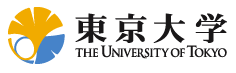 東京大学
THE UNIVERSITY OF TOKYO